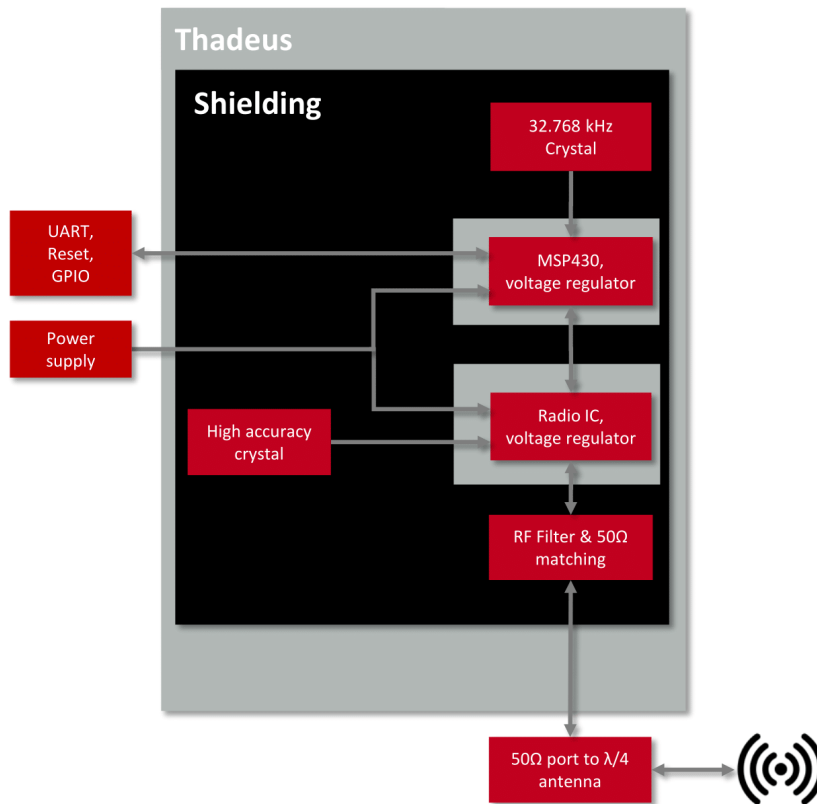 Thadeus
Shielding
32.768 kHz
Crystal
UART,
Reset,
GPIO
MSP430,
voltage regulator
Power
supply
High accuracy
crystal
Radio IC,
voltage regulator
RF Filter & 50Ω
matching
50Ω port to λ/4
antenna